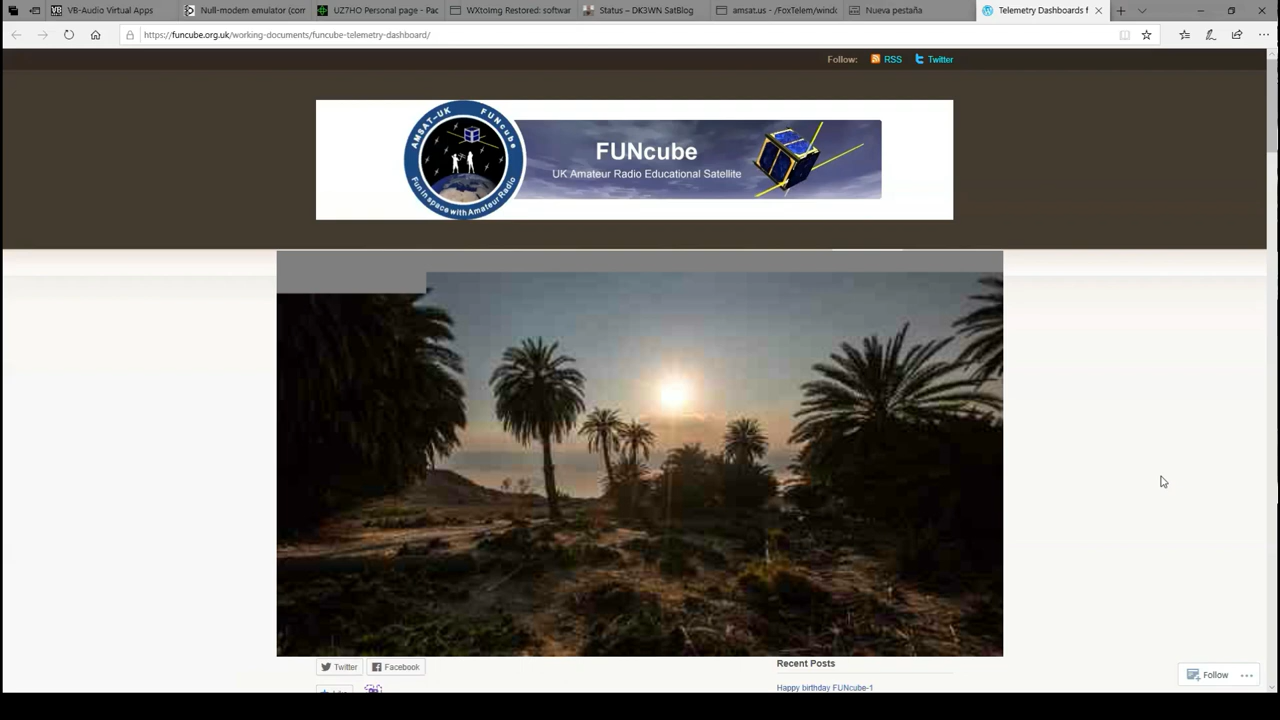 VB-Audio Virtual Apps
Null-modem emulator (com
UZ7HO Personal page - Pac
WXtoImg Restored: softwar
Status – DK3WN SatBlog
amsat.us - /FoxTelem/windo
Nueva pestaña
Telemetry Dashboards f
https://funcube.org.uk/working-documents/funcube-telemetry-dashboard/
Follow: RSS Twitter
AMSAT-UK FUNcube
Fun in space with Amateur Radio
FUNcube
UK Amateur Radio Educational Satellite
Twitter Facebook
Recent Posts
Happy birthday FUNcube-1
Follow